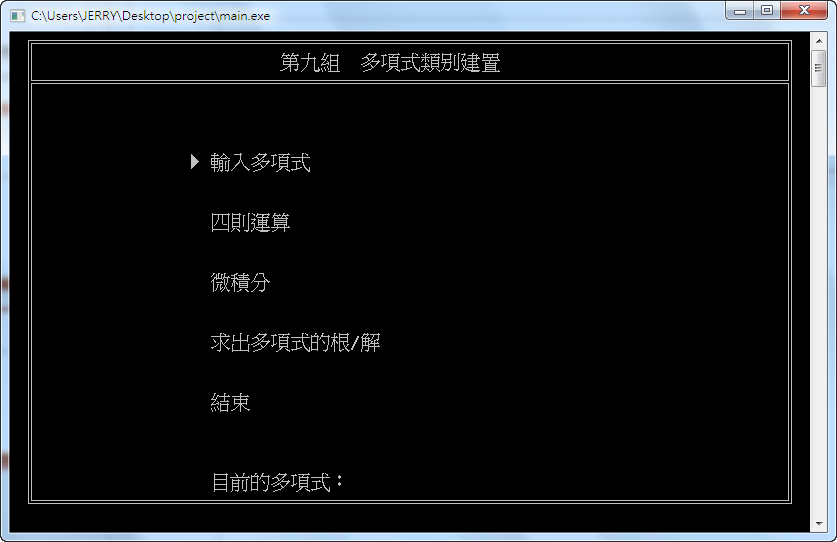 C:\Users\JERRY\Desktop\project\main.exe
第九組 多項式類別建置
輸入多項式
四則運算
微積分
求出多項式的根/解
結束
目前的多項式：